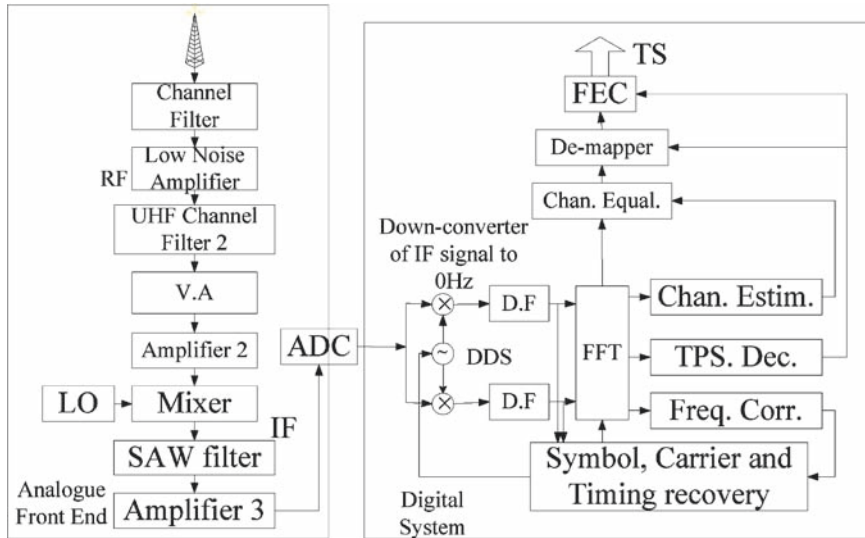 Channel
Filter
RF
Low Noise
Amplifier
UHF Channel
Filter 2
V.A
Amplifier 2
LO
Mixer
IF
SAW filter
Analogue
Front End
Amplifier 3
ADC
TS
FEC
De-mapper
Chan. Equal.
Down-converter
of IF signal to
0Hz
D.F
DDS
D.F
FFT
Chan. Estim.
TPS. Dec.
Freq. Corr.
Symbol, Carrier and
Timing recovery
Digital
System